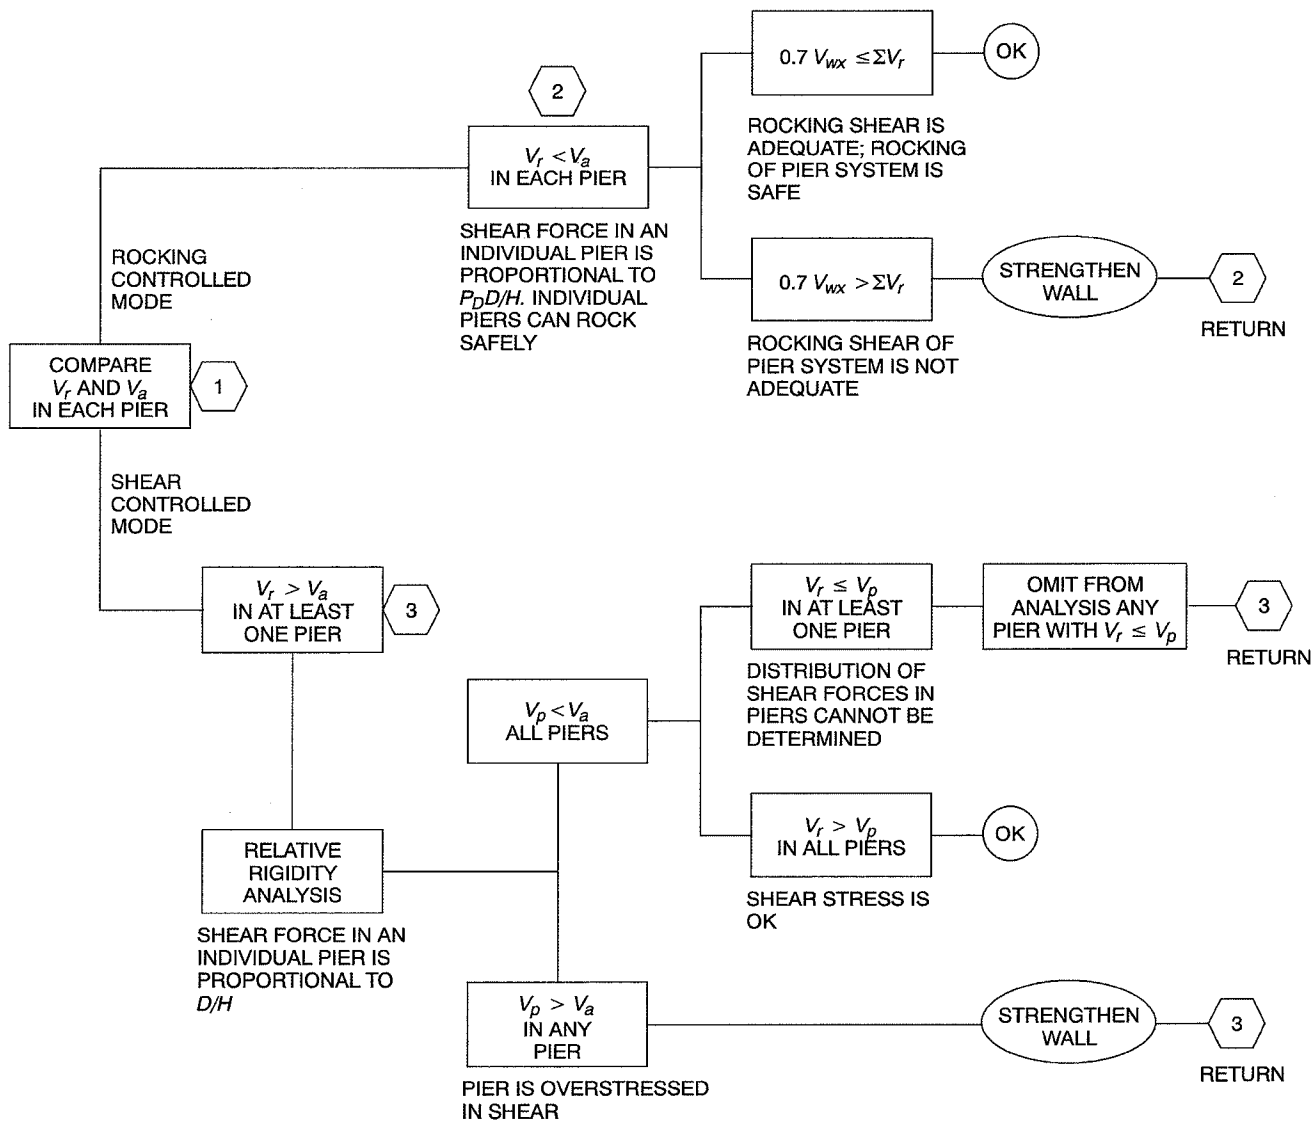 2
V_r < V_a
IN EACH PIER
SHEAR FORCE IN AN
INDIVIDUAL PIER IS
PROPORTIONAL TO
P_D D/H. INDIVIDUAL
PIERS CAN ROCK
SAFELY
0.7 V_wx ≤ ΣV_r
OK
ROCKING SHEAR IS
ADEQUATE; ROCKING
OF PIER SYSTEM IS
SAFE
0.7 V_wx > ΣV_r
STRENGTHEN
WALL
2
RETURN
ROCKING SHEAR OF
PIER SYSTEM IS NOT
ADEQUATE
ROCKING
CONTROLLED
MODE
COMPARE
V_r AND V_a
IN EACH PIER
1
SHEAR
CONTROLLED
MODE
V_r > V_a
IN AT LEAST
ONE PIER
3
RELATIVE
RIGIDITY
ANALYSIS
SHEAR FORCE IN AN
INDIVIDUAL PIER IS
PROPORTIONAL TO
D/H
V_p < V_a
ALL PIERS
V_r ≤ V_p
IN AT LEAST
ONE PIER
DISTRIBUTION OF
SHEAR FORCES IN
PIERS CANNOT BE
DETERMINED
OMIT FROM
ANALYSIS ANY
PIER WITH V_r ≤ V_p
3
RETURN
V_r > V_p
IN ALL PIERS
OK
SHEAR STRESS IS
OK
V_p > V_a
IN ANY
PIER
PIER IS OVERSTRESSED
IN SHEAR
STRENGTHEN
WALL
3
RETURN